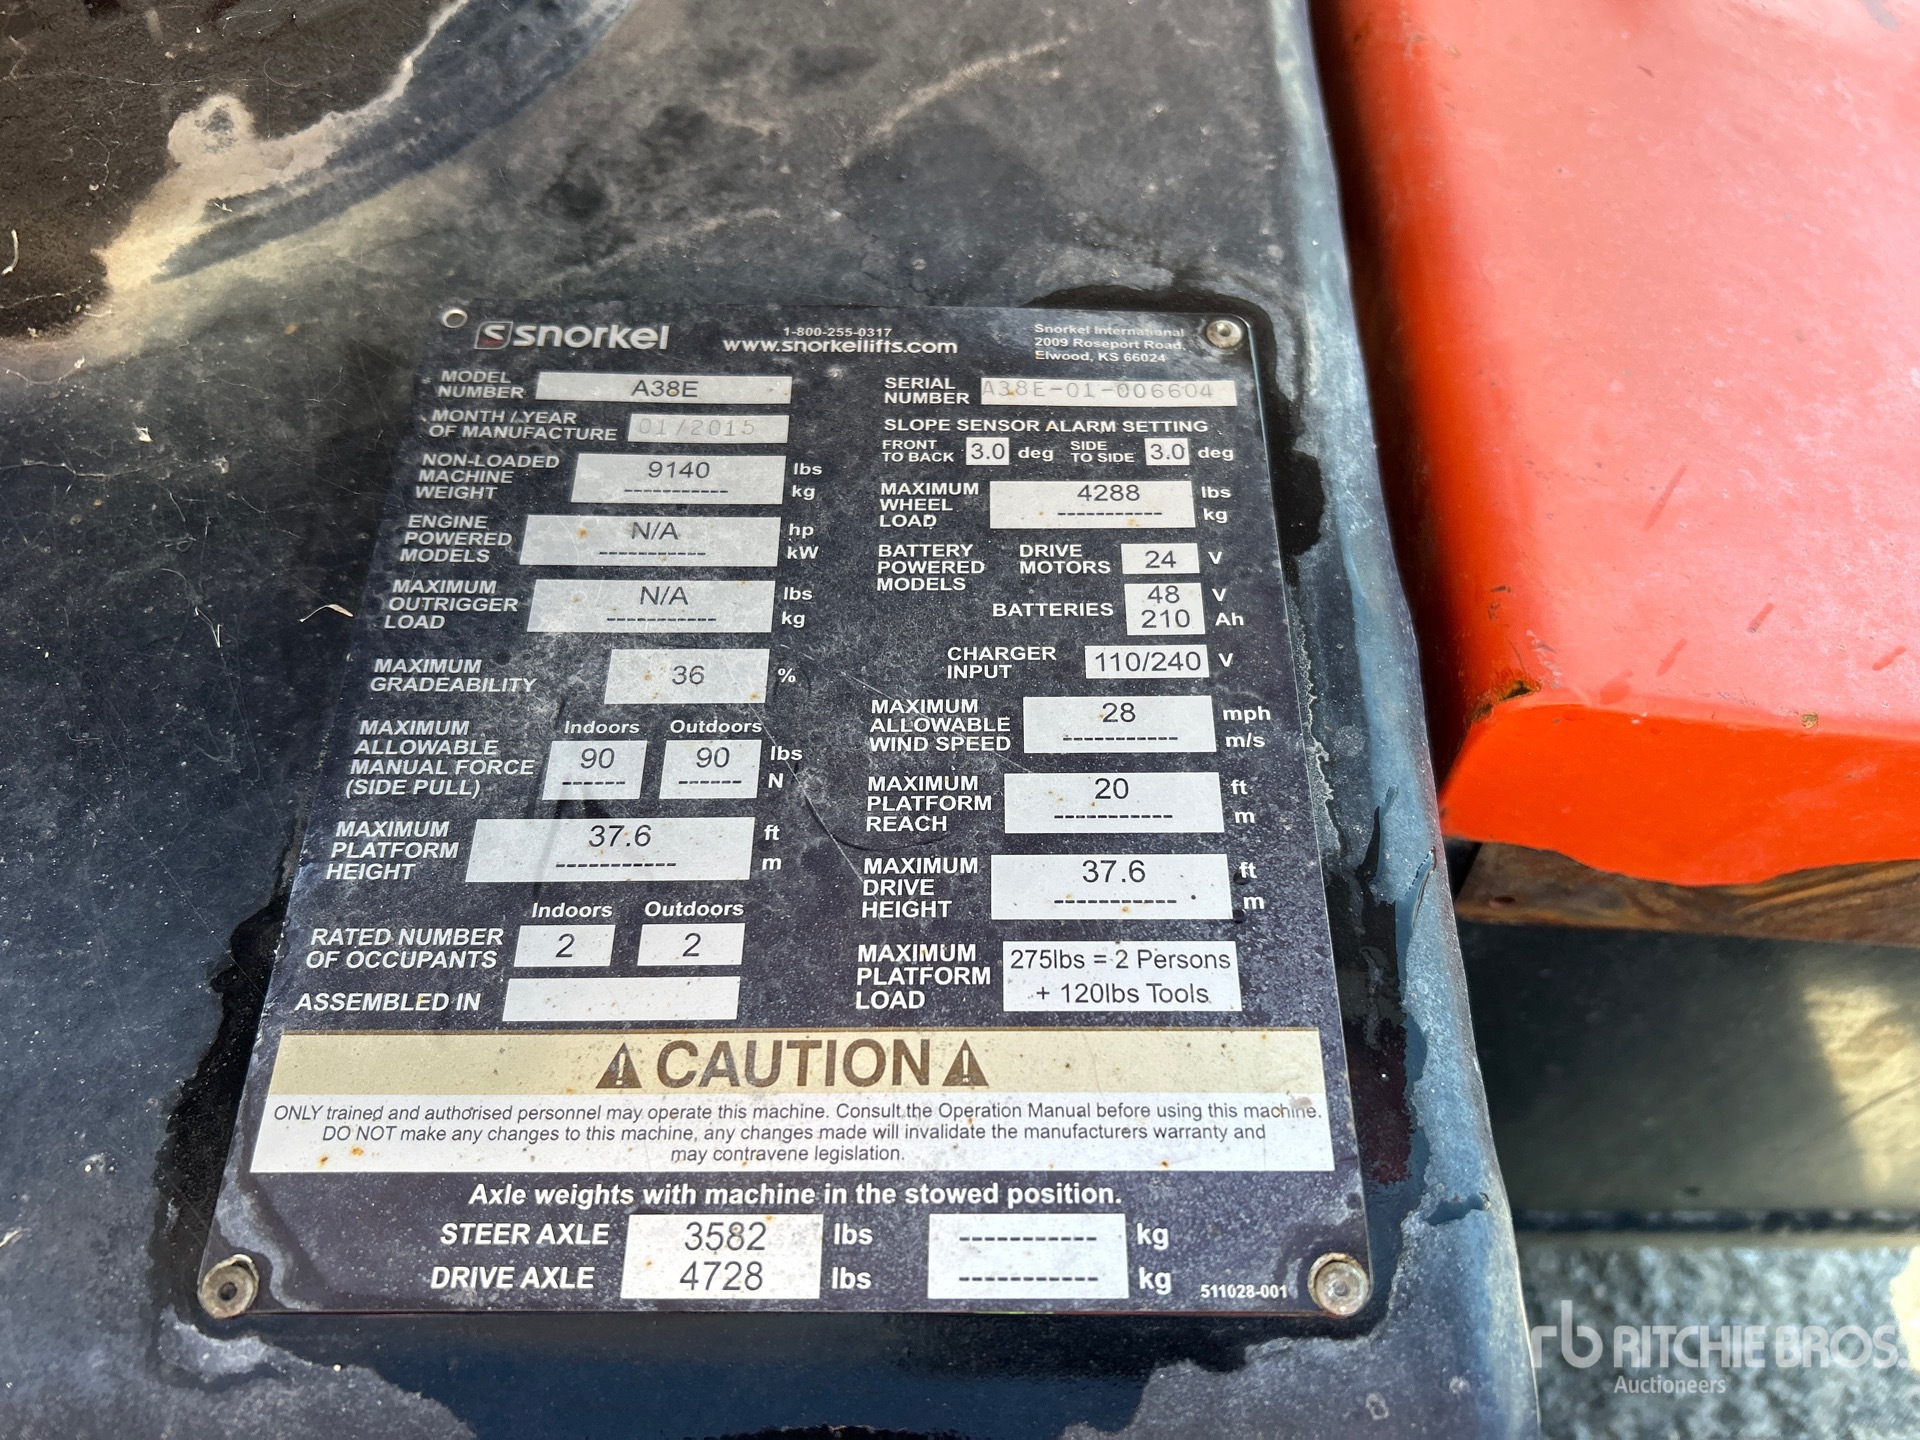 snorkel
1-800-255-0317
www.snorkellifts.com
Snorkel International
2009 Roseport Road,
Elwood, KS 66024
MODEL NUMBER A38E
MONTH / YEAR OF MANUFACTURE 01/2015
NON-LOADED MACHINE WEIGHT 9140 lbs
----------- kg
ENGINE POWERED MODELS N/A hp
----------- kW
MAXIMUM OUTRIGGER LOAD N/A lbs
----------- kg
MAXIMUM GRADEABILITY 36 %
Indoors Outdoors
MAXIMUM ALLOWABLE MANUAL FORCE (SIDE PULL) 90 90 lbs
------ ------ N
MAXIMUM PLATFORM HEIGHT 37.6 ft
----------- m
Indoors Outdoors
RATED NUMBER OF OCCUPANTS 2 2
ASSEMBLED IN
SERIAL NUMBER A38E-01-006604
SLOPE SENSOR ALARM SETTING
FRONT TO BACK 3.0 deg SIDE TO SIDE 3.0 deg
MAXIMUM WHEEL LOAD 4288 lbs
----------- kg
BATTERY POWERED MODELS DRIVE MOTORS 24 V
BATTERIES 48 V
210 Ah
CHARGER INPUT 110/240 V
MAXIMUM ALLOWABLE WIND SPEED 28 mph
----------- m/s
MAXIMUM PLATFORM REACH 20 ft
----------- m
MAXIMUM DRIVE HEIGHT 37.6 ft
----------- m
MAXIMUM PLATFORM LOAD 275lbs = 2 Persons
+ 120lbs Tools
CAUTION
ONLY trained and authorised personnel may operate this machine. Consult the Operation Manual before using this machine.
DO NOT make any changes to this machine, any changes made will invalidate the manufacturers warranty and
may contravene legislation.
Axle weights with machine in the stowed position.
STEER AXLE 3582 lbs ----------- kg
DRIVE AXLE 4728 lbs ----------- kg
511028-001
rb RITCHIE BROS.
Auctioneers